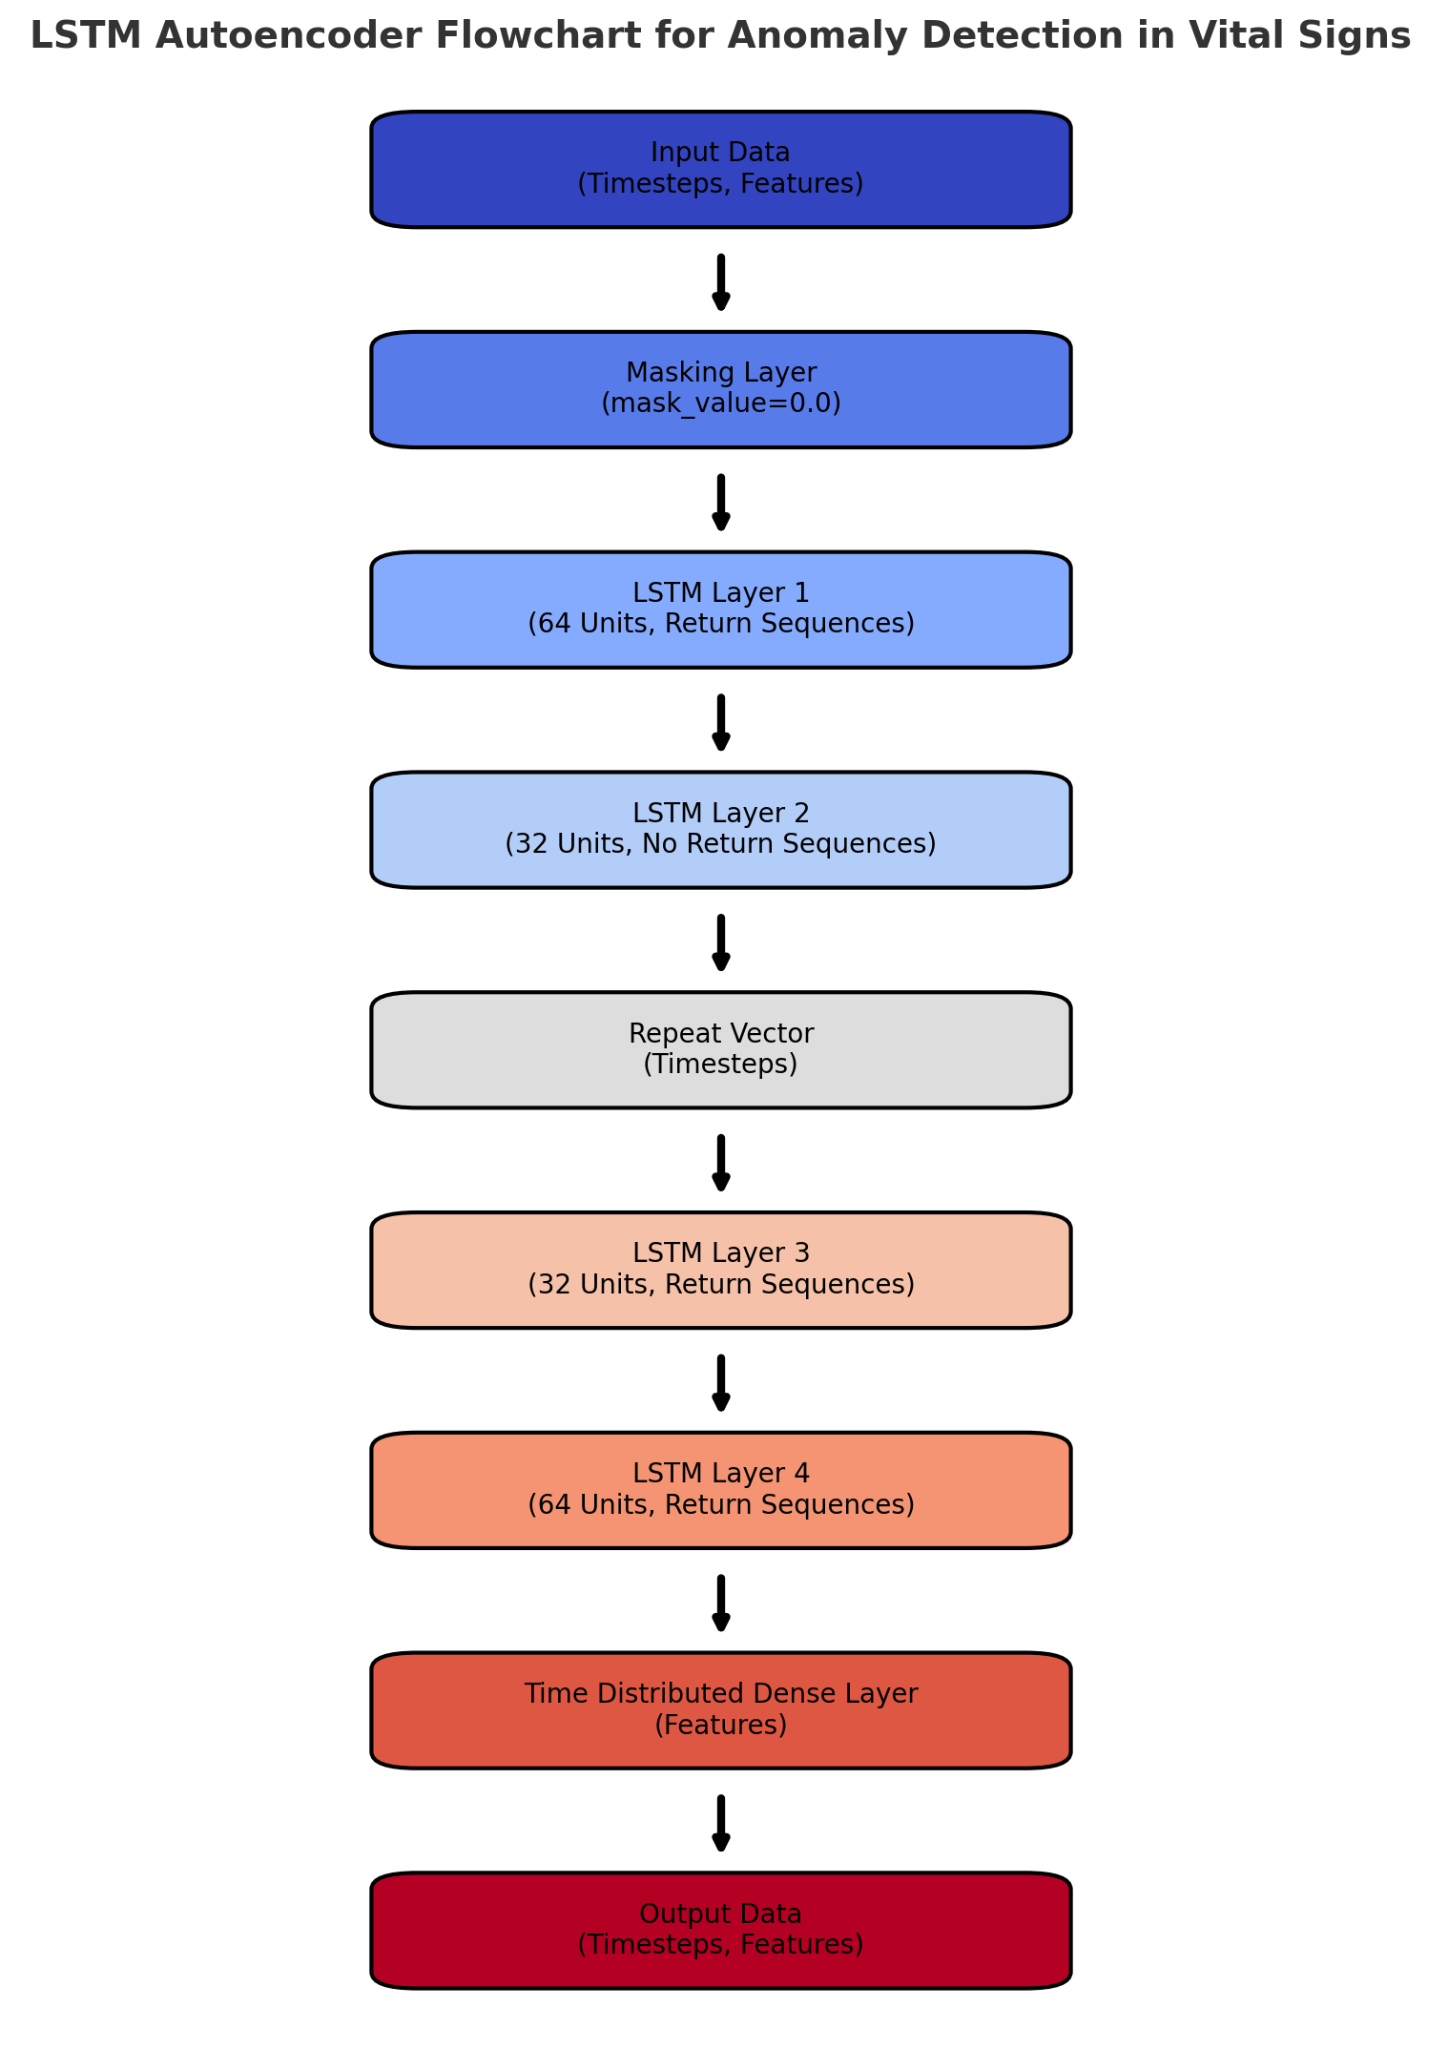 LSTM Autoencoder Flowchart for Anomaly Detection in Vital Signs
Input Data
(Timesteps, Features)
Masking Layer
(mask_value=0.0)
LSTM Layer 1
(64 Units, Return Sequences)
LSTM Layer 2
(32 Units, No Return Sequences)
Repeat Vector
(Timesteps)
LSTM Layer 3
(32 Units, Return Sequences)
LSTM Layer 4
(64 Units, Return Sequences)
Time Distributed Dense Layer
(Features)
Output Data
(Timesteps, Features)